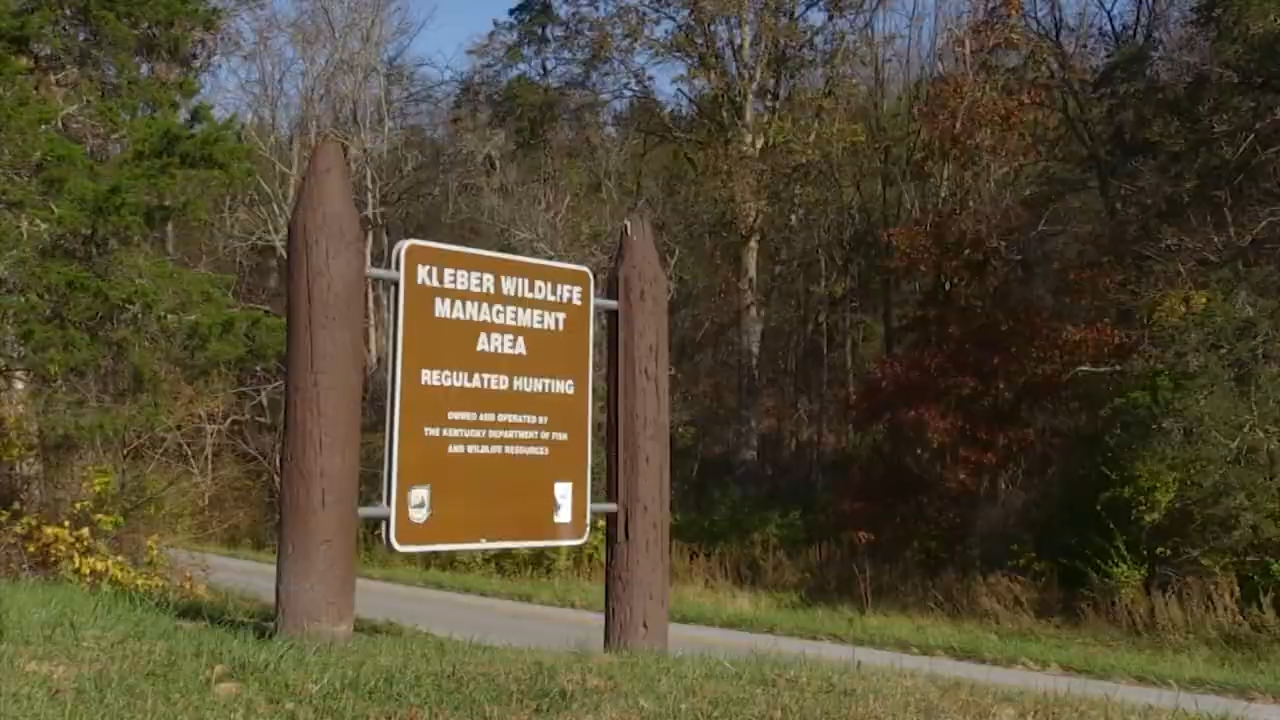 KLEBER WILDLIFE
MANAGEMENT
AREA
REGULATED HUNTING
OWNED AND OPERATED BY
THE KENTUCKY DEPARTMENT OF FISH
AND WILDLIFE RESOURCES